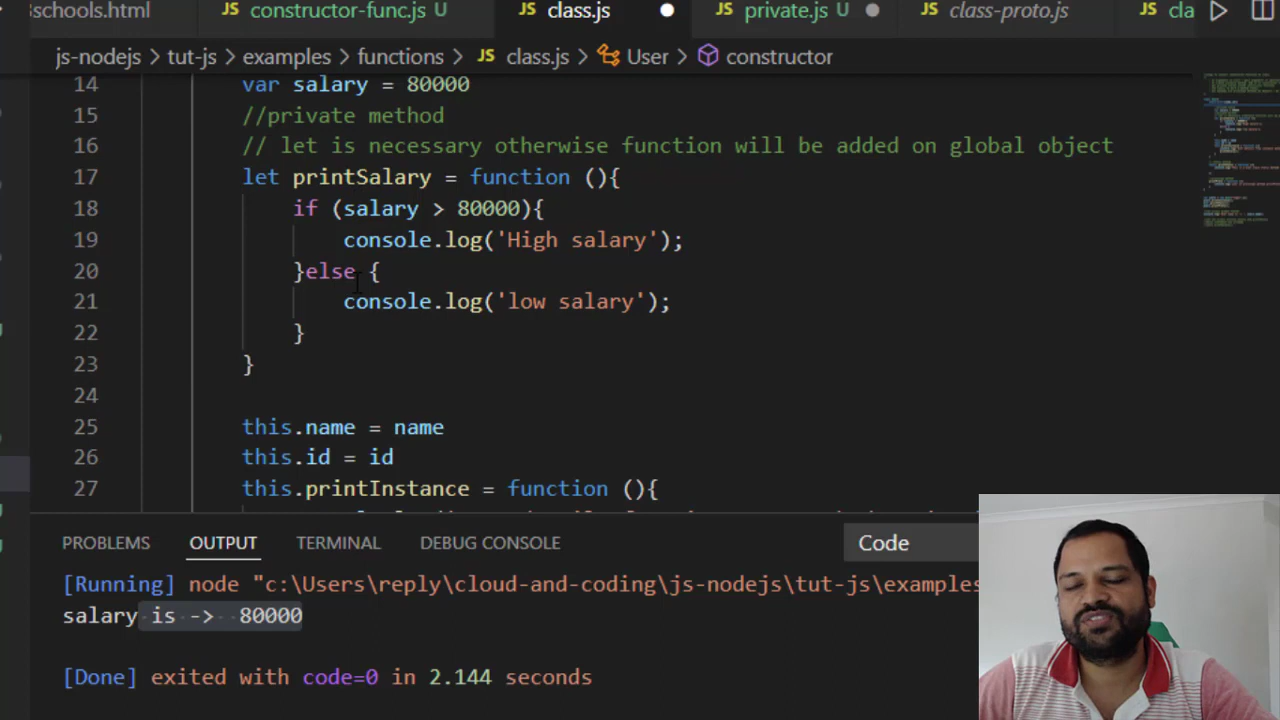 schools.html JS constructor-func.js U JS class.js JS private.js U JS class-proto.js JS cla
js-nodejs > tut-js > examples > functions > JS class.js > User > constructor
14 var salary = 80000
15 //private method
16 // let is necessary otherwise function will be added on global object
17 let printSalary = function (){
18 if (salary > 80000){
19 console.log('High salary');
20 }else {
21 console.log('low salary');
22 }
23 }
24
25 this.name = name
26 this.id = id
27 this.printInstance = function (){
PROBLEMS OUTPUT TERMINAL DEBUG CONSOLE Code
[Running] node "c:\Users\reply\cloud-and-coding\js-nodejs\tut-js\examples
salary is -> 80000
[Done] exited with code=0 in 2.144 seconds